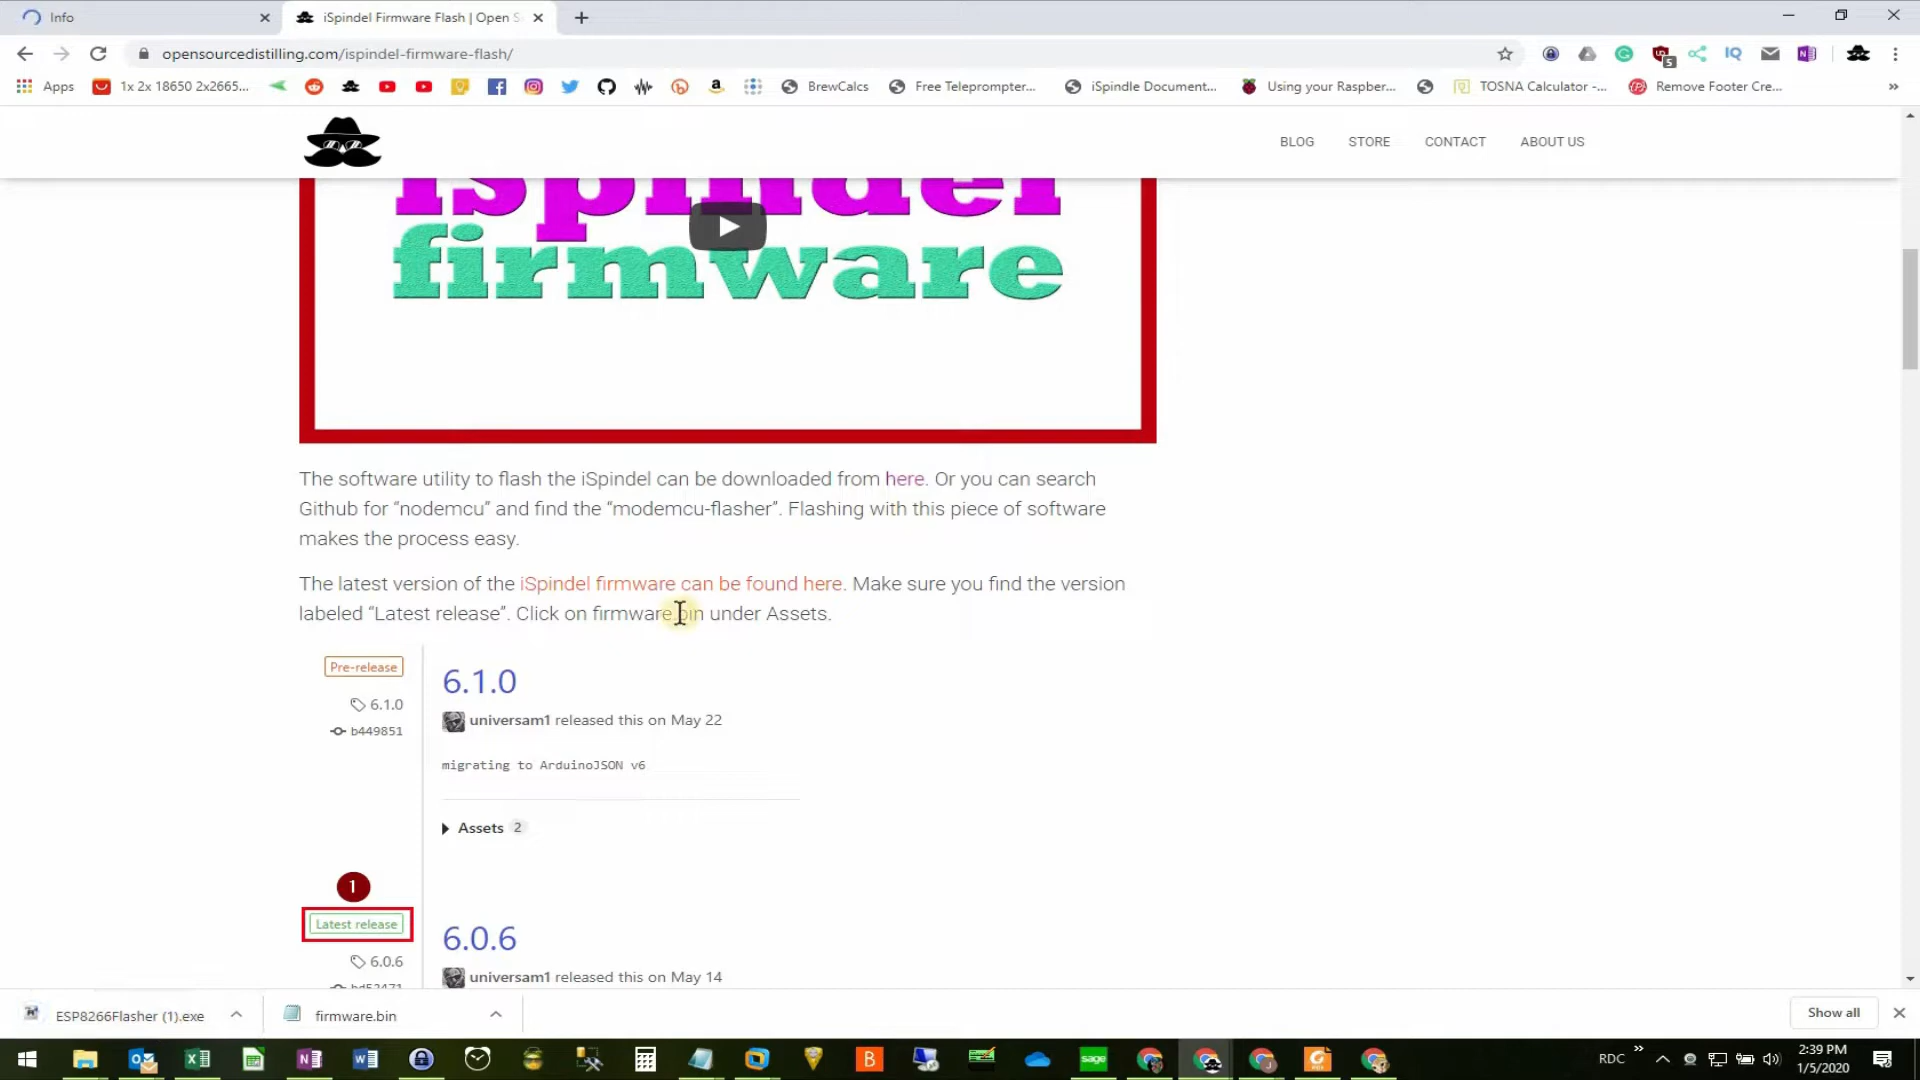 Info
iSpindel Firmware Flash | Open S
opensourcedistilling.com/ispindel-firmware-flash/
5
IQ
Apps
1x 2x 18650 2x2665...
BrewCalcs
Free Teleprompter...
iSpindle Document...
Using your Raspber...
TOSNA Calculator -...
Remove Footer Cre...
BLOG
STORE
CONTACT
ABOUT US
ispindel
firmware
The software utility to flash the iSpindel can be downloaded from here. Or you can search
Github for “nodemcu” and find the “modemcu-flasher”. Flashing with this piece of software
makes the process easy.
The latest version of the iSpindel firmware can be found here. Make sure you find the version
labeled “Latest release”. Click on firmware.bin under Assets.
Pre-release
6.1.0
6.1.0
universam1 released this on May 22
b449851
migrating to ArduinoJSON v6
Assets 2
1
Latest release
6.0.6
6.0.6
universam1 released this on May 14
ESP8266Flasher (1).exe
firmware.bin
Show all
sage
RDC
2:39 PM
1/5/2020